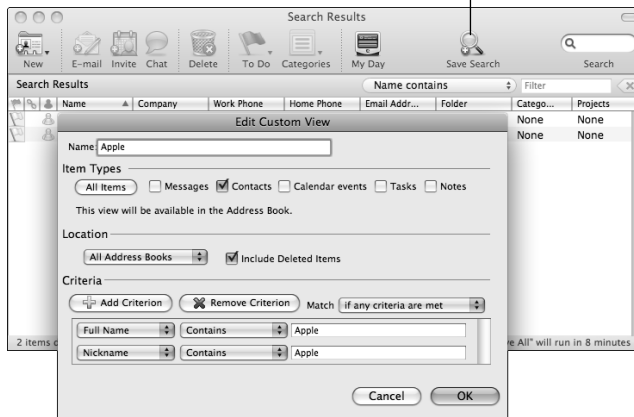 Search Results
New E-mail Invite Chat Delete To Do Categories My Day Save Search Search
Search Results Name contains Filter
Name Company Work Phone Home Phone Email Addr... Folder Catego... Projects
None None
Edit Custom View
None None
Name: Apple
Item Types
All Items Messages Contacts Calendar events Tasks Notes
This view will be available in the Address Book.
Location
All Address Books Include Deleted Items
Criteria
Add Criterion Remove Criterion Match if any criteria are met
Full Name Contains Apple
2 items ve All" will run in 8 minutes
Nickname Contains Apple
Cancel OK